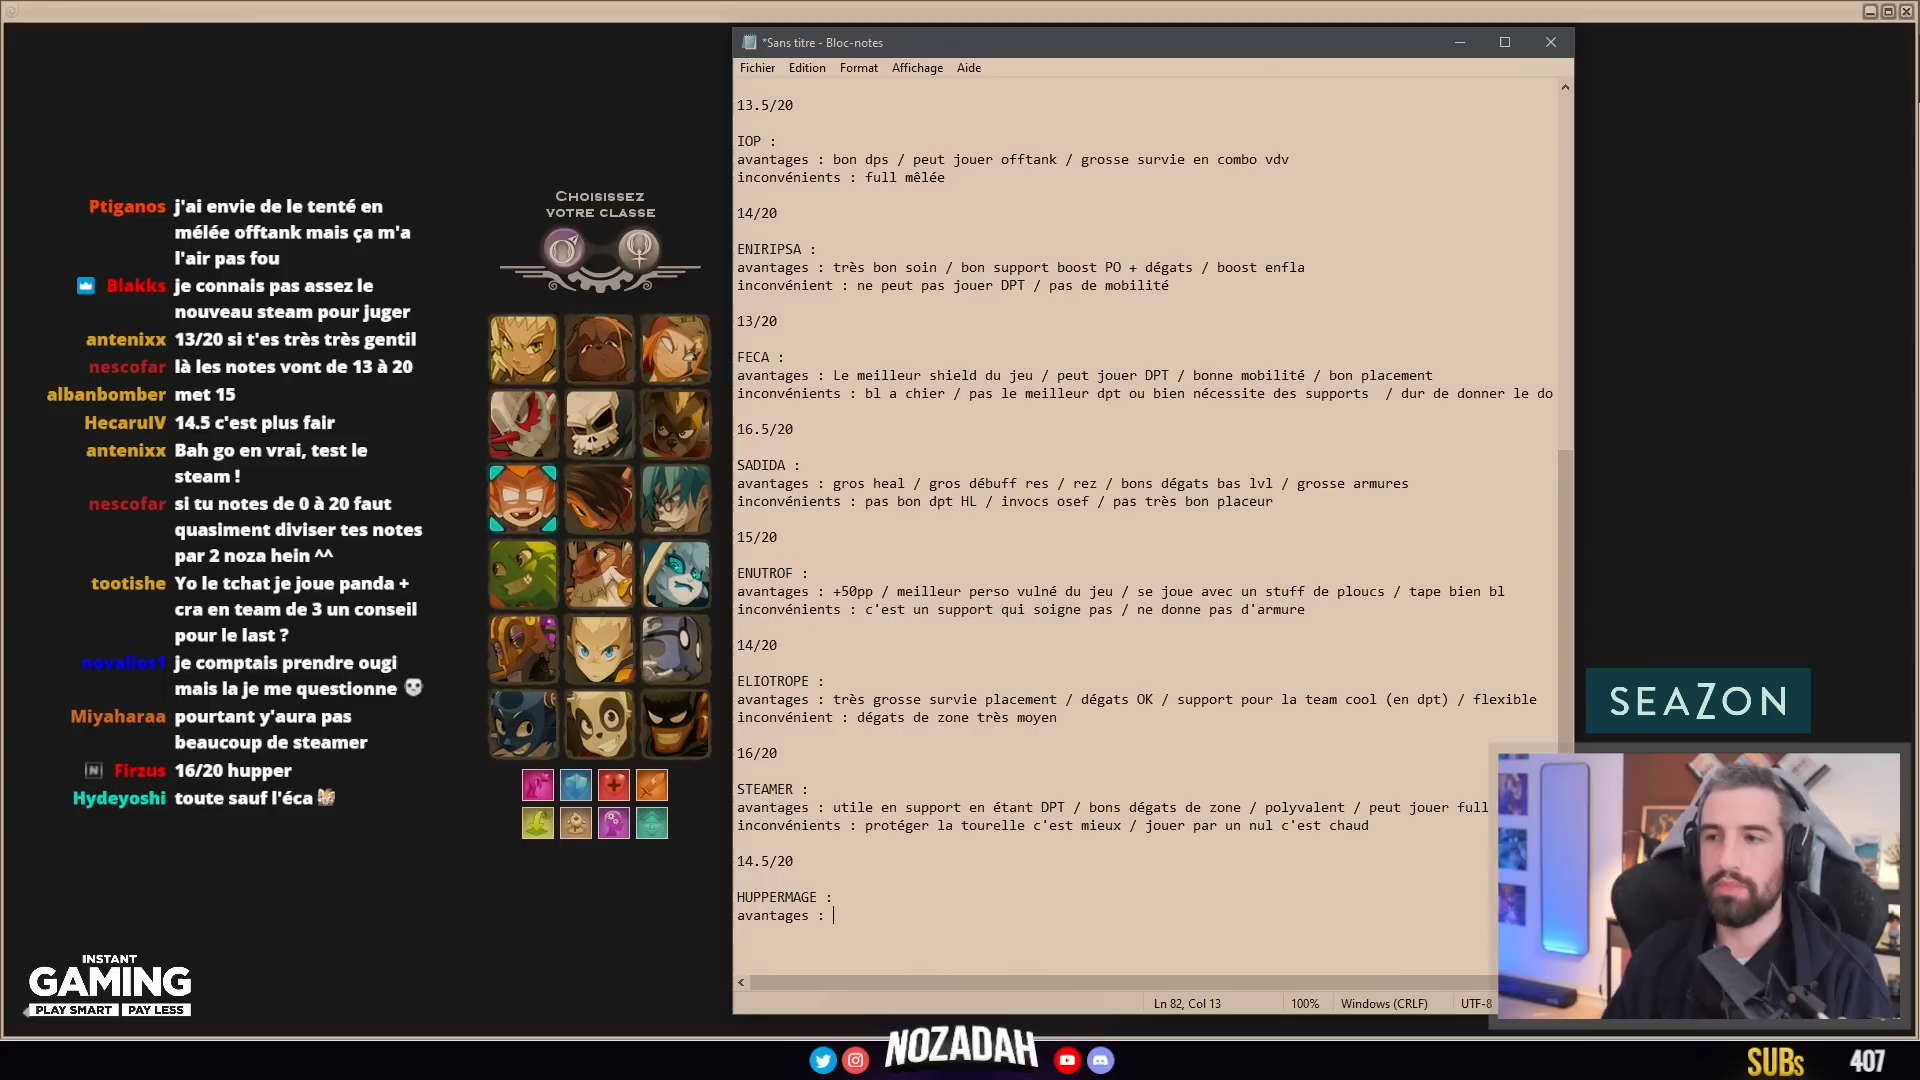 *Sans titre - Bloc-notes
Fichier Edition Format Affichage Aide
13.5/20
IOP :
avantages : bon dps / peut jouer offtank / grosse survie en combo vdv
inconvénients : full mêlée
14/20
ENIRIPSA :
avantages : très bon soin / bon support boost PO + dégats / boost enfla
inconvénient : ne peut pas jouer DPT / pas de mobilité
13/20
FECA :
avantages : Le meilleur shield du jeu / peut jouer DPT / bonne mobilité / bon placement
inconvénients : bl a chier / pas le meilleur dpt ou bien nécessite des supports  / dur de donner le do
16.5/20
SADIDA :
avantages : gros heal / gros débuff res / rez / bons dégats bas lvl / grosse armures
inconvénients : pas bon dpt HL / invocs osef / pas très bon placeur
15/20
ENUTROF :
avantages : +50pp / meilleur perso vulné du jeu / se joue avec un stuff de ploucs / tape bien bl
inconvénients : c'est un support qui soigne pas / ne donne pas d'armure
14/20
ELIOTROPE :
avantages : très grosse survie placement / dégats OK / support pour la team cool (en dpt) / flexible
inconvénient : dégats de zone très moyen
16/20
STEAMER :
avantages : utile en support en étant DPT / bons dégats de zone / polyvalent / peut jouer full
inconvénients : protéger la tourelle c'est mieux / jouer par un nul c'est chaud
14.5/20
HUPPERMAGE :
avantages :
Ln 82, Col 13 100% Windows (CRLF) UTF-8
Choisissez
votre classe
Ptiganos j'ai envie de le tenté en
mélée offtank mais ça m'a
l'air pas fou
Blakks je connais pas assez le
nouveau steam pour juger
antenixx 13/20 si t'es très très gentil
nescofar là les notes vont de 13 à 20
albanbomber met 15
HecaruIV 14.5 c'est plus fair
antenixx Bah go en vrai, test le
steam !
nescofar si tu notes de 0 à 20 faut
quasiment diviser tes notes
par 2 noza hein ^^
tootishe Yo le tchat je joue panda +
cra en team de 3 un conseil
pour le last ?
novalios1 je comptais prendre ougi
mais la je me questionne
Miyaharaa pourtant y'aura pas
beaucoup de steamer
N Firzus 16/20 hupper
Hydeyoshi toute sauf l'éca
SEAZON
INSTANT
GAMING
PLAY SMART PAY LESS
NOZADAH
SUBs 407